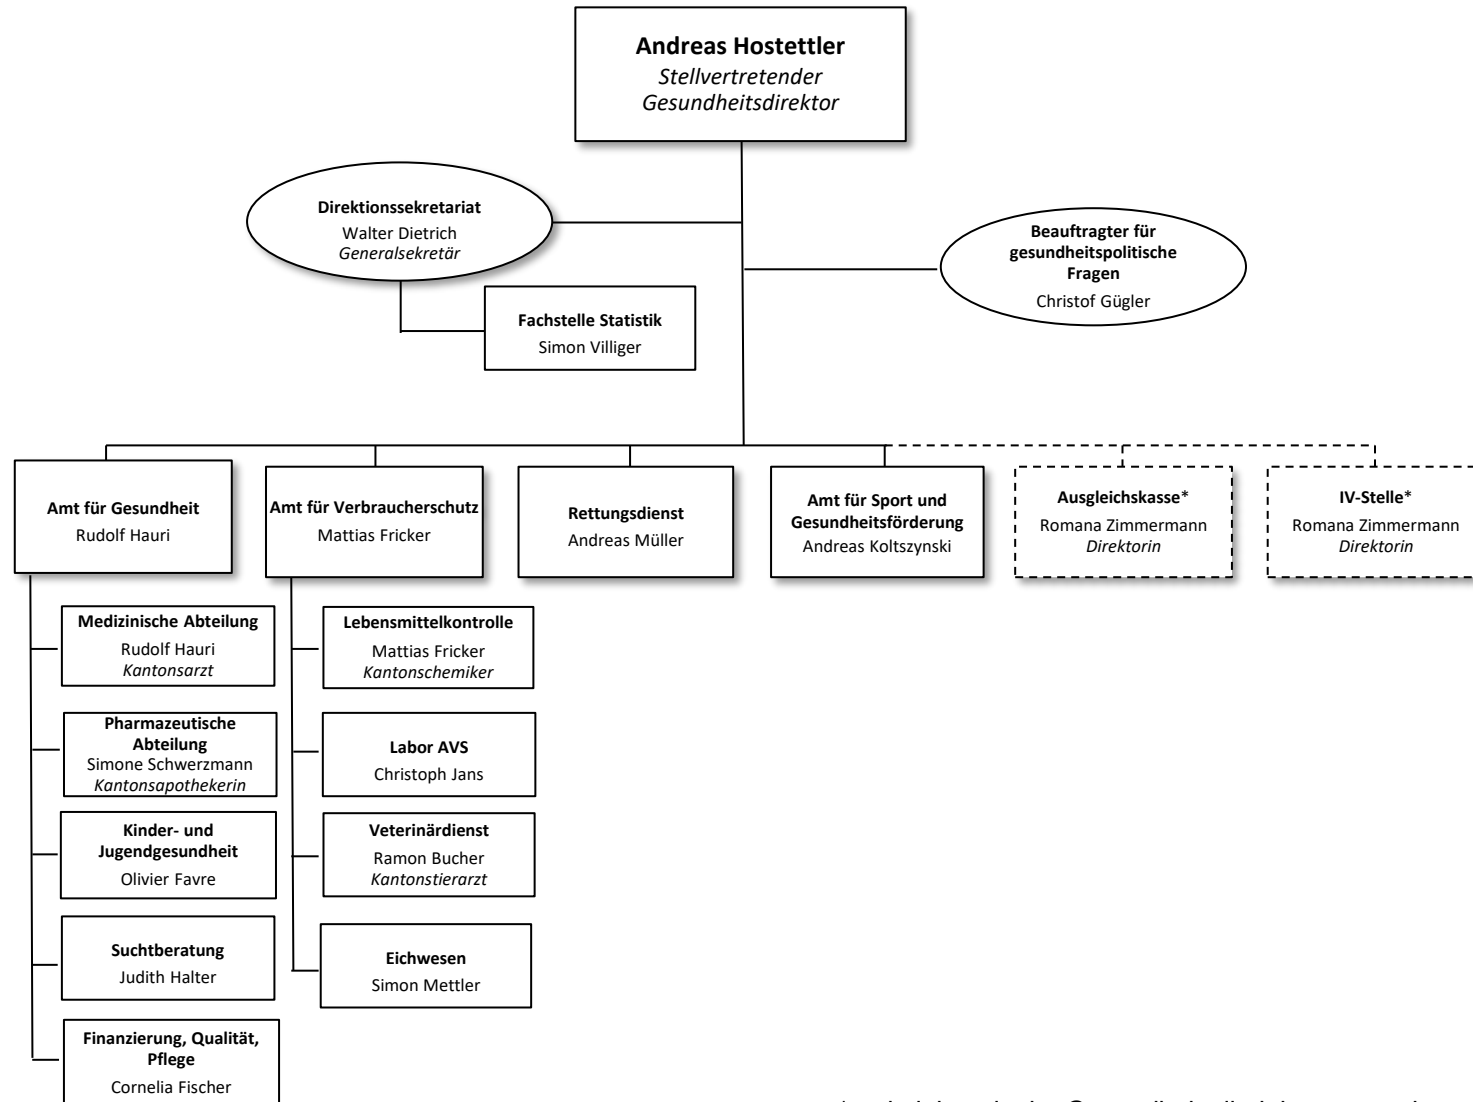 Andreas Hostettler
Stellvertretender
Gesundheitsdirektor
Direktionssekretariat
Walter Dietrich
Generalsekretär
Beauftragter für
gesundheitspolitische
Fragen
Christof Gügler
Fachstelle Statistik
Simon Villiger
Amt für Gesundheit
Rudolf Hauri
Amt für Verbraucherschutz
Mattias Fricker
Rettungsdienst
Andreas Müller
Amt für Sport und
Gesundheitsförderung
Andreas Koltszynski
Ausgleichskasse*
Romana Zimmermann
Direktorin
IV-Stelle*
Romana Zimmermann
Direktorin
Medizinische Abteilung
Rudolf Hauri
Kantonsarzt
Pharmazeutische
Abteilung
Simone Schwerzmann
Kantonsapothekerin
Kinder- und
Jugendgesundheit
Olivier Favre
Suchtberatung
Judith Halter
Finanzierung, Qualität,
Pflege
Cornelia Fischer
Lebensmittelkontrolle
Mattias Fricker
Kantonschemiker
Labor AVS
Christoph Jans
Veterinärdienst
Ramon Bucher
Kantonstierarzt
Eichwesen
Simon Mettler